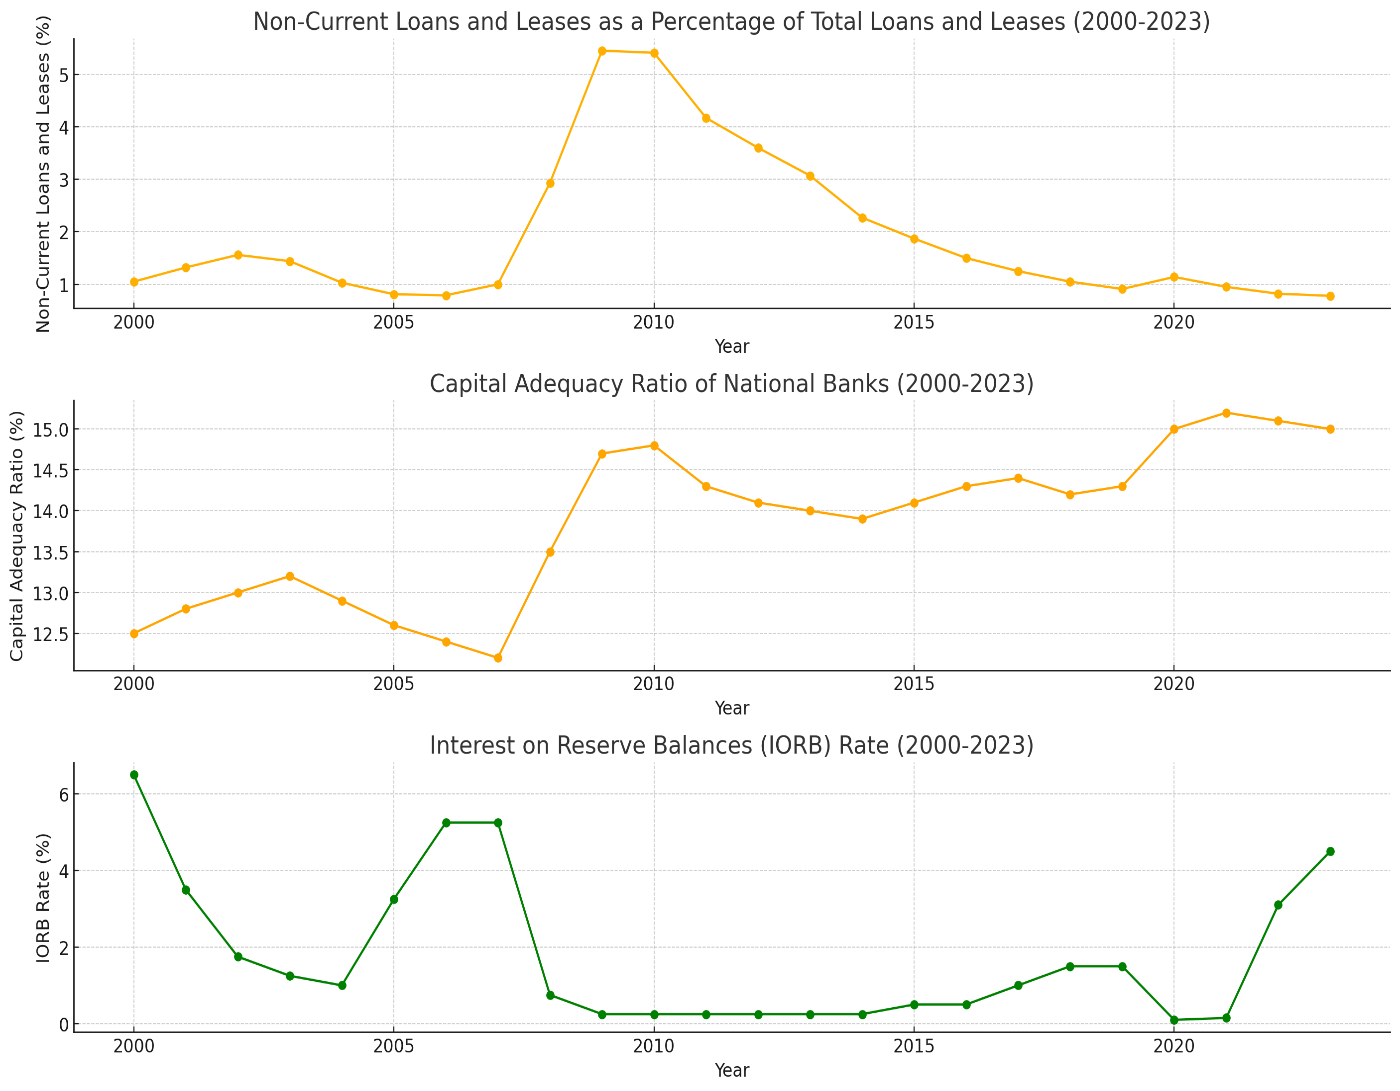 Non-Current Loans and Leases as a Percentage of Total Loans and Leases (2000-2023)
Non-Current Loans and Leases (%)
5
4
3
2
1
2000 2005 2010 2015 2020
Year
Capital Adequacy Ratio of National Banks (2000-2023)
Capital Adequacy Ratio (%)
15.0
14.5
14.0
13.5
13.0
12.5
2000 2005 2010 2015 2020
Year
Interest on Reserve Balances (IORB) Rate (2000-2023)
IORB Rate (%)
6
4
2
0
2000 2005 2010 2015 2020
Year